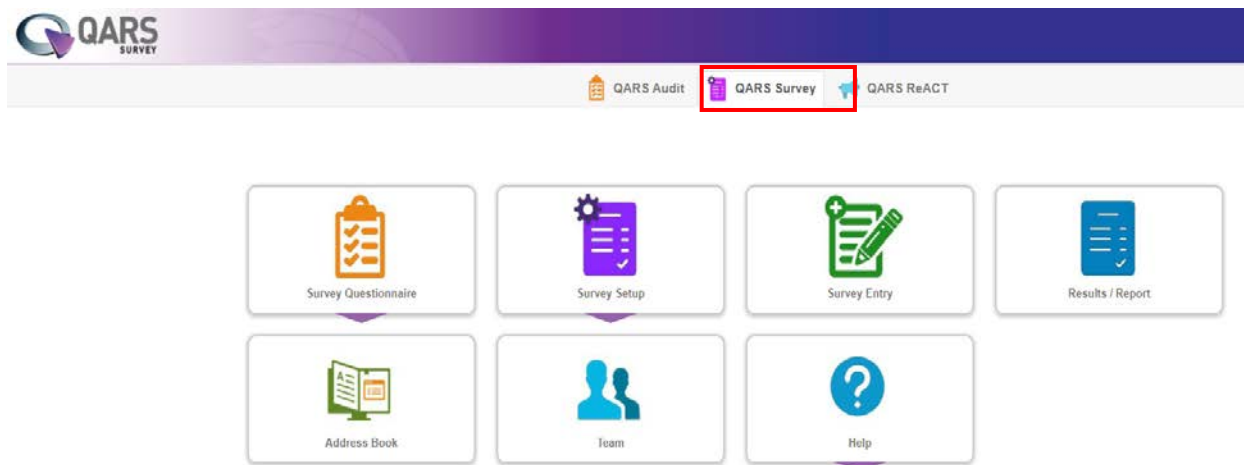 QARS
SURVEY
QARS Audit QARS Survey QARS ReACT
Survey Questionnaire Survey Setup Survey Entry Results / Report
Address Book Team Help